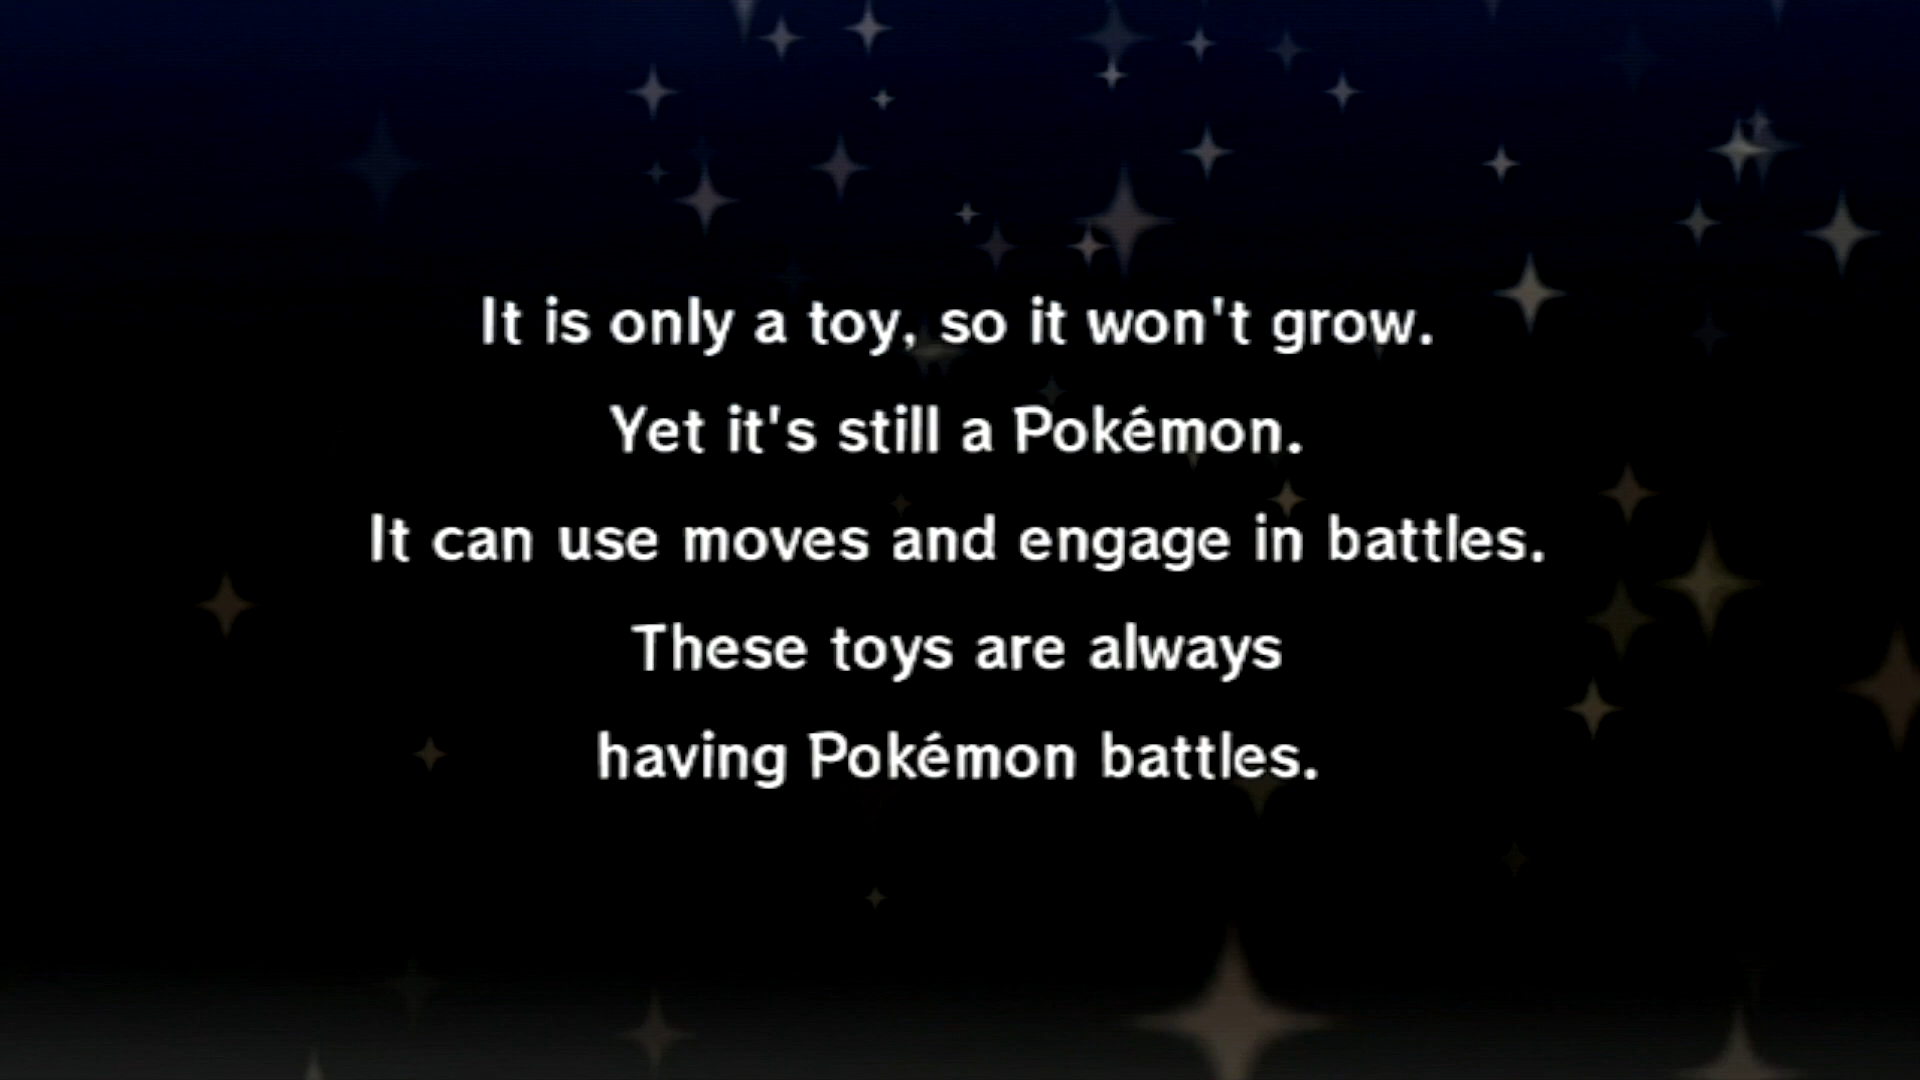 It is only a toy, so it won't grow.
Yet it's still a Pokémon.
It can use moves and engage in battles.
These toys are always
having Pokémon battles.